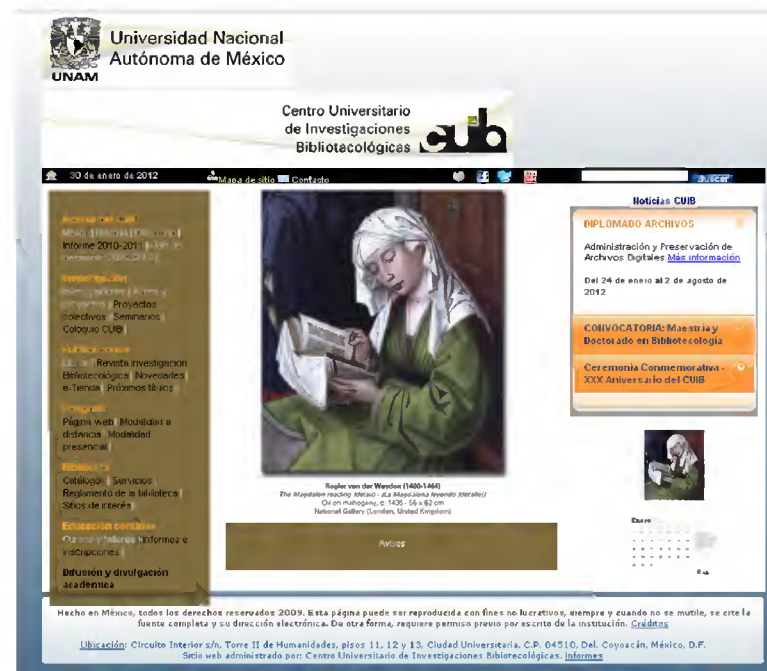 Universidad Nacional
Autónoma de México
UNAM
Centro Universitario
de Investigaciones
Bibliotecológicas
cuib
30 de enero de 2012
Mapa de sitio Contacto
Buscar
Informe 2010-2011
Proyectos
colectivos | Seminarios |
Coloquio CUIB |
Revista Investigación
Bibliotecológica | Novedades |
e-Tienda | Próximos títulos |
Página web | Modalidad a
distancia | Modalidad
presencial |
Catálogos | Servicios |
Reglamento de la biblioteca |
Sitios de interés |
Educación continua
Cursos y talleres | Informes e
inscripciones |
Difusión y divulgación
académica
Rogier van der Weyden (1400-1464)
The Magdalen reading (detail) - (La Magdalena leyendo (detalle))
Oil on mahogany, c. 1435 - 56 x 62 cm
National Gallery (London, United Kingdom)
Avisos
Noticias CUIB
DIPLOMADO ARCHIVOS
Administración y Preservación de
Archivos Digitales Más información
Del 24 de enero al 2 de agosto de
2012
CONVOCATORIA: Maestría y
Doctorado en Bibliotecología
Ceremonia Conmemorativa -
XXX Aniversario del CUIB
Enero
Hecho en México, todos los derechos reservados 2009. Esta página puede ser reproducida con fines no lucrativos, siempre y cuando no se mutile, se cite la
fuente completa y su dirección electrónica. De otra forma, requiere permiso previo por escrito de la institución. Créditos
Ubicación: Circuito Interior s/n, Torre II de Humanidades, pisos 11, 12 y 13, Ciudad Universitaria, C.P. 04510, Del. Coyoacán, México, D.F.
Sitio web administrado por: Centro Universitario de Investigaciones Bibliotecológicas. Informes